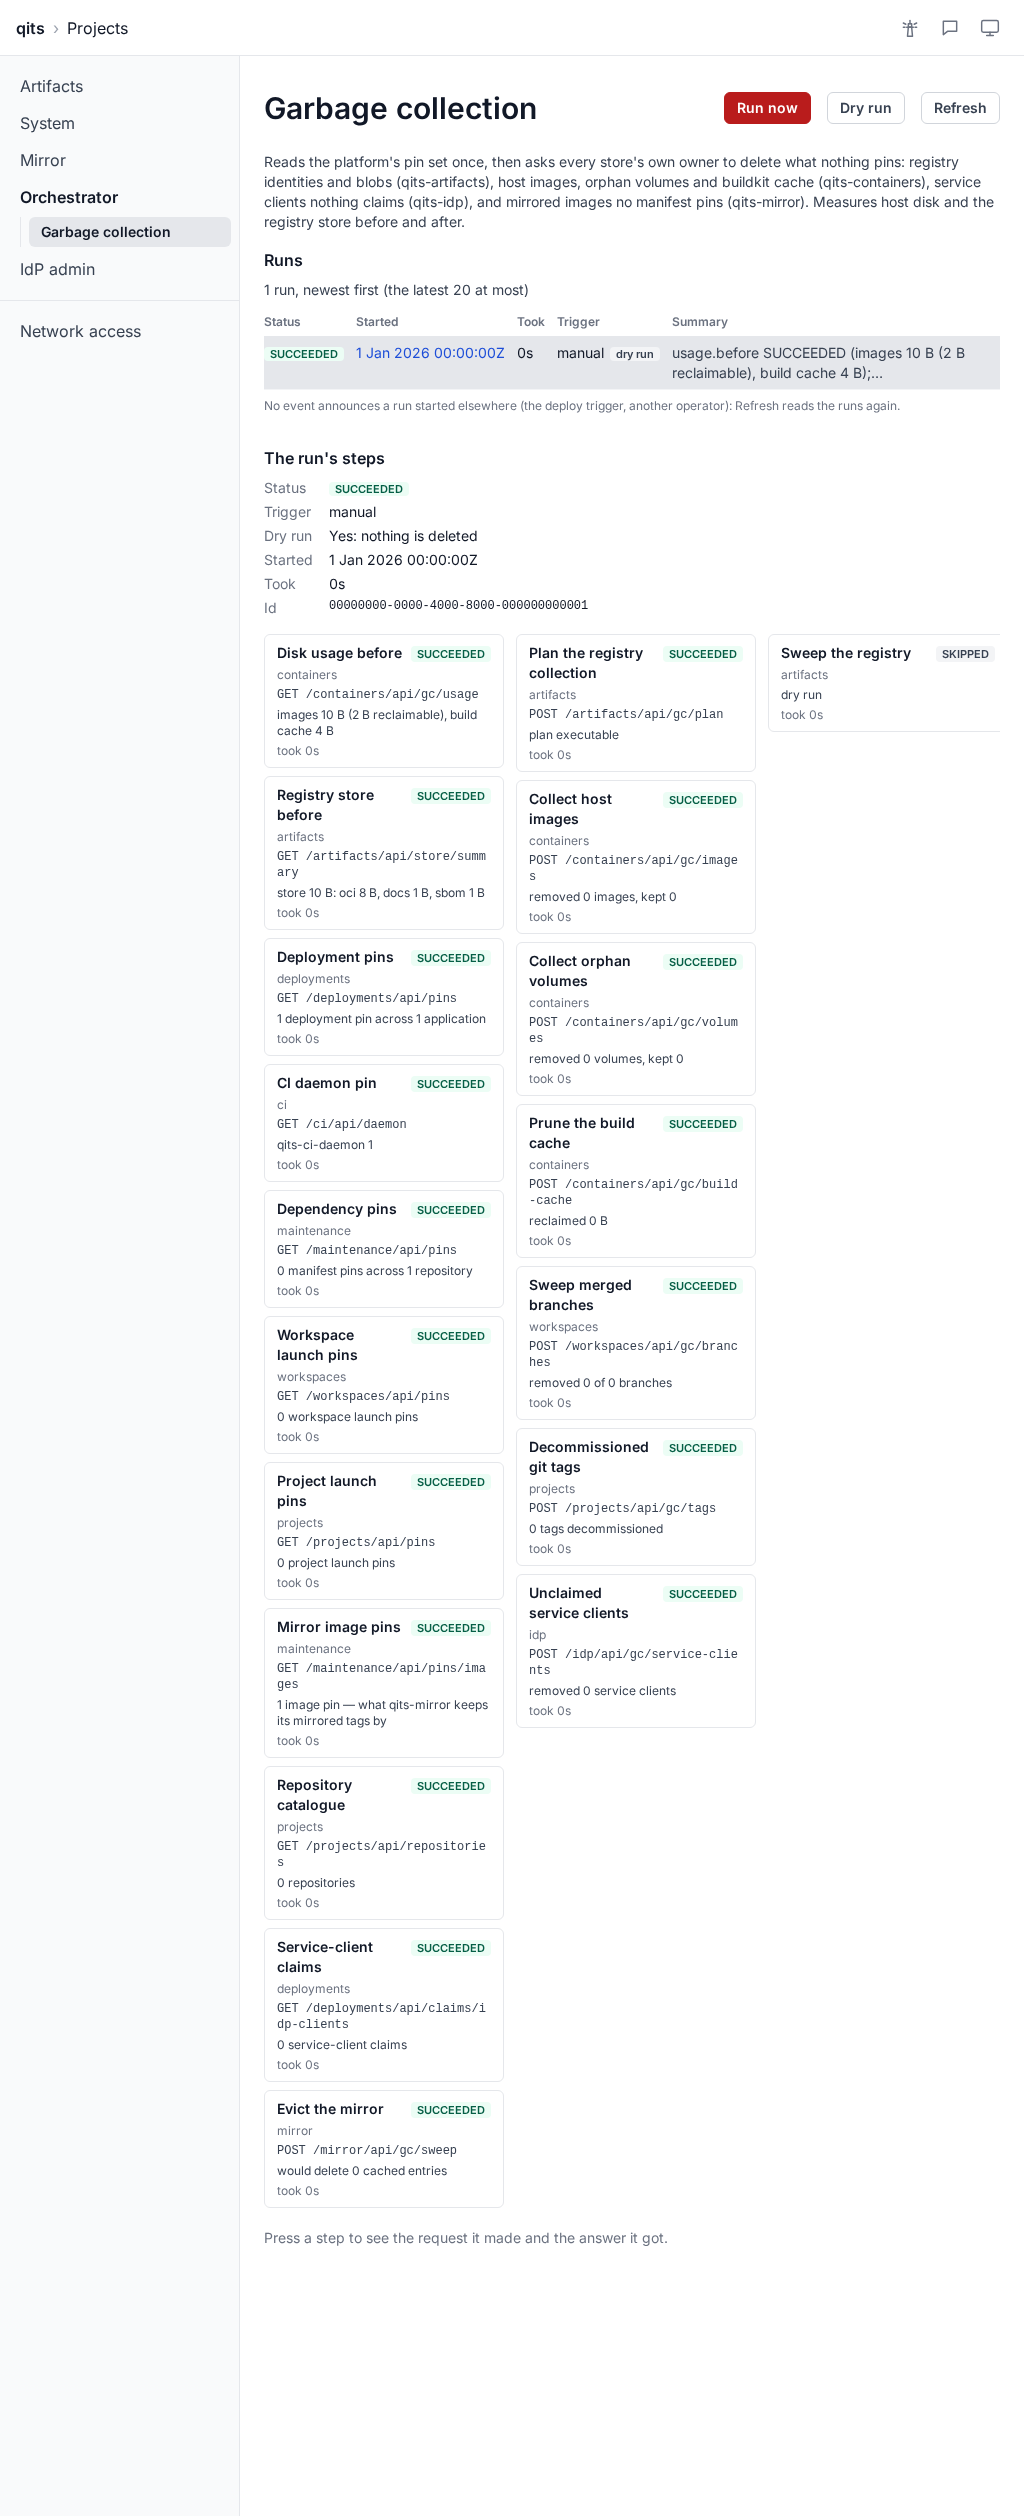 qits › Projects
Artifacts
System
Mirror
Orchestrator
Garbage collection
IdP admin
Network access
Garbage collection
Run now
Dry run
Refresh
Reads the platform's pin set once, then asks every store's own owner to delete what nothing pins: registry
identities and blobs (qits-artifacts), host images, orphan volumes and buildkit cache (qits-containers), service
clients nothing claims (qits-idp), and mirrored images no manifest pins (qits-mirror). Measures host disk and the
registry store before and after.
Runs
1 run, newest first (the latest 20 at most)
Status Started Took Trigger Summary
SUCCEEDED 1 Jan 2026 00:00:00Z 0s manual dry run usage.before SUCCEEDED (images 10 B (2 B
reclaimable), build cache 4 B);...
No event announces a run started elsewhere (the deploy trigger, another operator): Refresh reads the runs again.
The run's steps
Status SUCCEEDED
Trigger manual
Dry run Yes: nothing is deleted
Started 1 Jan 2026 00:00:00Z
Took 0s
Id 00000000-0000-4000-8000-000000000001
Disk usage before SUCCEEDED
containers
GET /containers/api/gc/usage
images 10 B (2 B reclaimable), build
cache 4 B
took 0s
Registry store
before
SUCCEEDED
artifacts
GET /artifacts/api/store/summ
ary
store 10 B: oci 8 B, docs 1 B, sbom 1 B
took 0s
Deployment pins SUCCEEDED
deployments
GET /deployments/api/pins
1 deployment pin across 1 application
took 0s
CI daemon pin SUCCEEDED
ci
GET /ci/api/daemon
qits-ci-daemon 1
took 0s
Dependency pins SUCCEEDED
maintenance
GET /maintenance/api/pins
0 manifest pins across 1 repository
took 0s
Workspace
launch pins
SUCCEEDED
workspaces
GET /workspaces/api/pins
0 workspace launch pins
took 0s
Project launch
pins
SUCCEEDED
projects
GET /projects/api/pins
0 project launch pins
took 0s
Mirror image pins SUCCEEDED
maintenance
GET /maintenance/api/pins/ima
ges
1 image pin — what qits-mirror keeps
its mirrored tags by
took 0s
Repository
catalogue
SUCCEEDED
projects
GET /projects/api/repositorie
s
0 repositories
took 0s
Service-client
claims
SUCCEEDED
deployments
GET /deployments/api/claims/i
dp-clients
0 service-client claims
took 0s
Evict the mirror SUCCEEDED
mirror
POST /mirror/api/gc/sweep
would delete 0 cached entries
took 0s
Plan the registry
collection
SUCCEEDED
artifacts
POST /artifacts/api/gc/plan
plan executable
took 0s
Collect host
images
SUCCEEDED
containers
POST /containers/api/gc/image
s
removed 0 images, kept 0
took 0s
Collect orphan
volumes
SUCCEEDED
containers
POST /containers/api/gc/volum
es
removed 0 volumes, kept 0
took 0s
Prune the build
cache
SUCCEEDED
containers
POST /containers/api/gc/build
-cache
reclaimed 0 B
took 0s
Sweep merged
branches
SUCCEEDED
workspaces
POST /workspaces/api/gc/branc
hes
removed 0 of 0 branches
took 0s
Decommissioned
git tags
SUCCEEDED
projects
POST /projects/api/gc/tags
0 tags decommissioned
took 0s
Unclaimed
service clients
SUCCEEDED
idp
POST /idp/api/gc/service-clie
nts
removed 0 service clients
took 0s
Sweep the registry SKIPPED
artifacts
dry run
took 0s
Press a step to see the request it made and the answer it got.